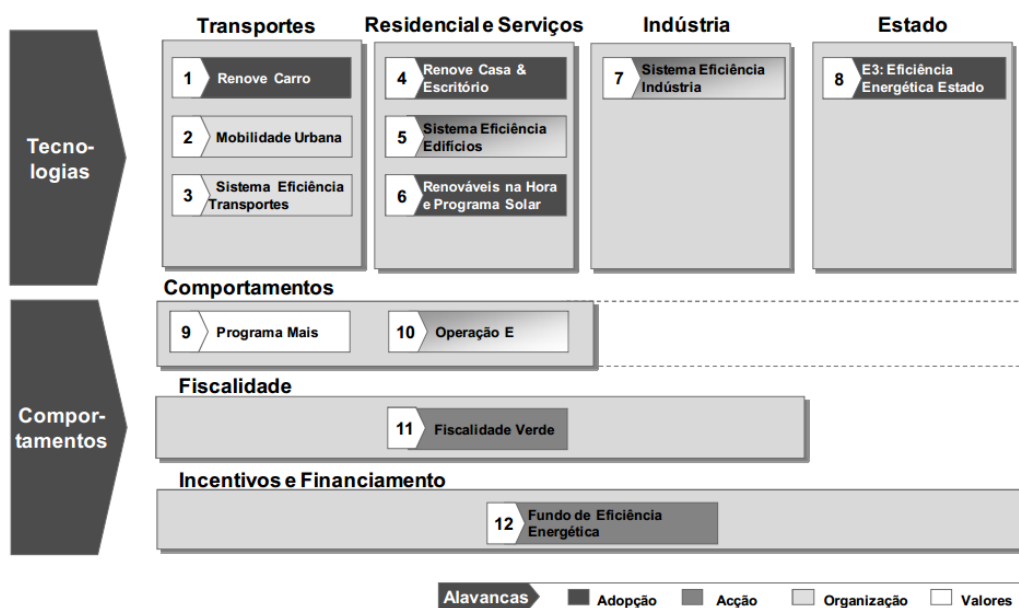 Transportes
Residencial e Serviços
Indústria
Estado
Tecno-
logias
1 Renove Carro
2 Mobilidade Urbana
3 Sistema Eficiência
Transportes
4 Renove Casa &
Escritório
5 Sistema Eficiência
Edifícios
6 Renováveis na Hora
e Programa Solar
7 Sistema Eficiência
Indústria
8 E3: Eficiência
Energética Estado
Compor-
tamentos
Comportamentos
9 Programa Mais
10 Operação E
Fiscalidade
11 Fiscalidade Verde
Incentivos e Financiamento
12 Fundo de Eficiência
Energética
Alavancas
Adopção
Acção
Organização
Valores